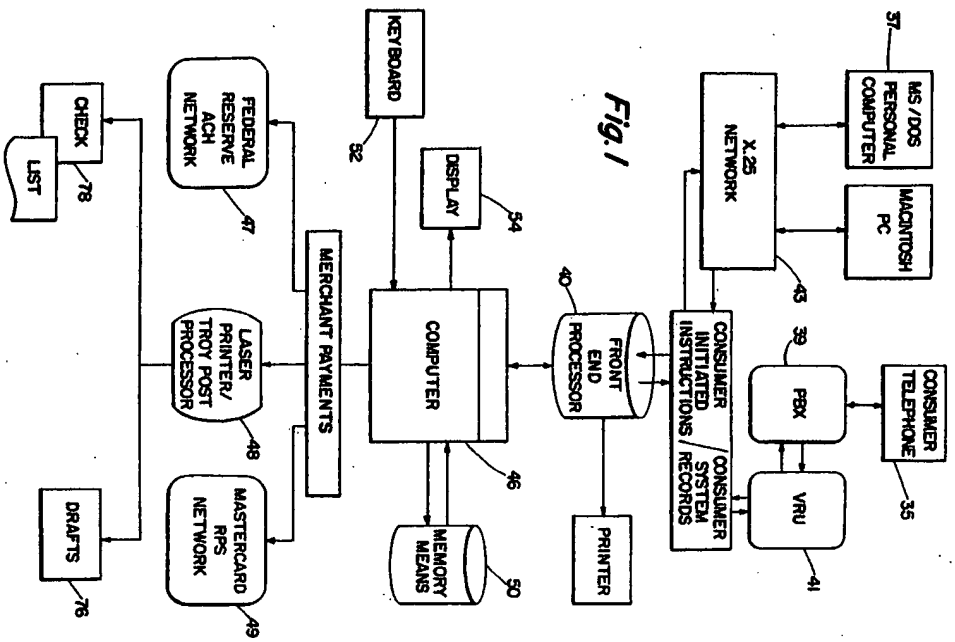 37
MS/DOS
PERSONAL
COMPUTER
MACINTOSH
PC
CONSUMER
TELEPHONE
35
X.25
NETWORK
43
39
PBX
VRU
41
Fig.1
CONSUMER
INITIATED
INSTRUCTIONS
/
CONSUMER
SYSTEM
RECORDS
40
FRONT
END
PROCESSOR
PRINTER
KEYBOARD
52
DISPLAY
54
COMPUTER
46
MEMORY
MEANS
50
MERCHANT PAYMENTS
FEDERAL
RESERVE
ACH
NETWORK
47
LASER
PRINTER/
TROY POST
PROCESSOR
48
MASTERCARD
RPS
NETWORK
49
CHECK
78
LIST
DRAFTS
76